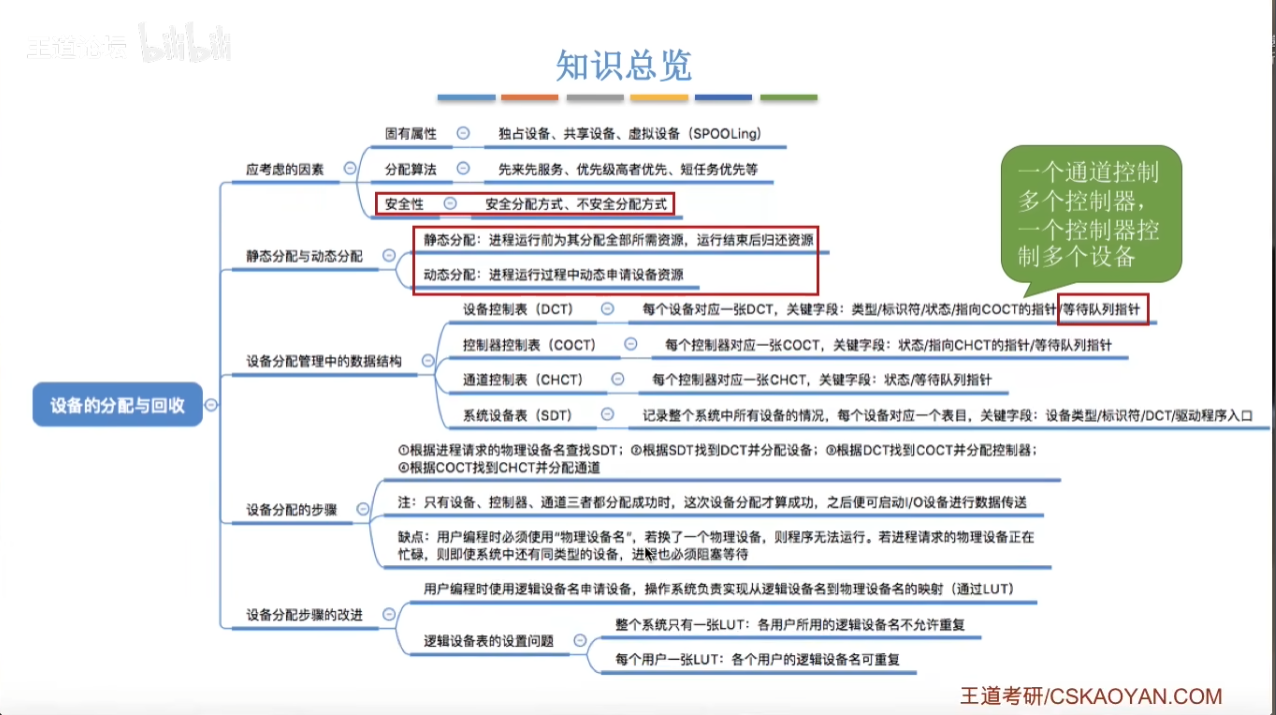 王道论坛 bilibili
知识总览
固有属性
独占设备、共享设备、虚拟设备（SPOOLing）
应考虑的因素
分配算法
先来先服务、优先级高者优先、短任务优先等
安全性
安全分配方式、不安全分配方式
一个通道控制
多个控制器，
一个控制器控
制多个设备
静态分配与动态分配
静态分配：进程运行前为其分配全部所需资源，运行结束后归还资源
动态分配：进程运行过程中动态申请设备资源
设备分配管理中的数据结构
设备控制表（DCT）
每个设备对应一张DCT，关键字段：类型/标识符/状态/指向COCT的指针/等待队列指针
控制器控制表（COCT）
每个控制器对应一张COCT，关键字段：状态/指向CHCT的指针/等待队列指针
通道控制表（CHCT）
每个控制器对应一张CHCT，关键字段：状态/等待队列指针
系统设备表（SDT）
记录整个系统中所有设备的情况，每个设备对应一个表目，关键字段：设备类型/标识符/DCT/驱动程序入口
设备的分配与回收
设备分配的步骤
①根据进程请求的物理设备名查找SDT；②根据SDT找到DCT并分配设备；③根据DCT找到COCT并分配控制器；
④根据COCT找到CHCT并分配通道
注：只有设备、控制器、通道三者都分配成功时，这次设备分配才算成功，之后便可启动I/O设备进行数据传送
缺点：用户编程时必须使用“物理设备名”，若换了一个物理设备，则程序无法运行。若进程请求的物理设备正在
忙碌，则即使系统中还有同类型的设备，进程也必须阻塞等待
设备分配步骤的改进
用户编程时使用逻辑设备名申请设备，操作系统负责实现从逻辑设备名到物理设备名的映射（通过LUT）
逻辑设备表的设置问题
整个系统只有一张LUT：各用户所用的逻辑设备名不允许重复
每个用户一张LUT：各个用户的逻辑设备名可重复
王道考研/CSKAOYAN.COM